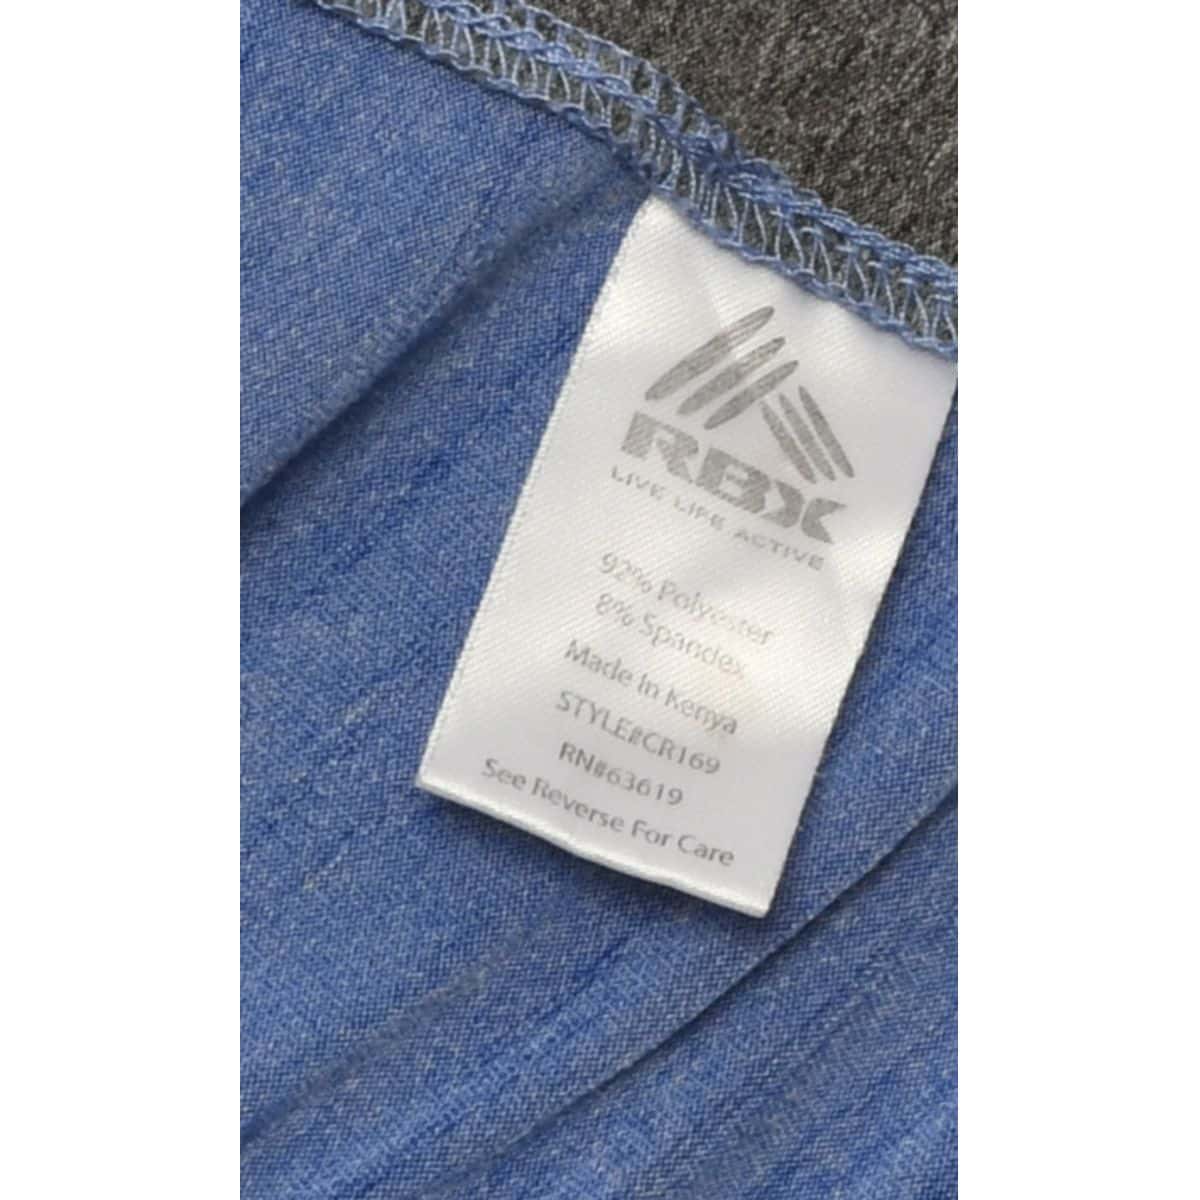 RBX
LIVE LIFE ACTIVE
92% Polyester
8% Spandex
Made In Kenya
STYLE#CR169
RN#63619
See Reverse For Care